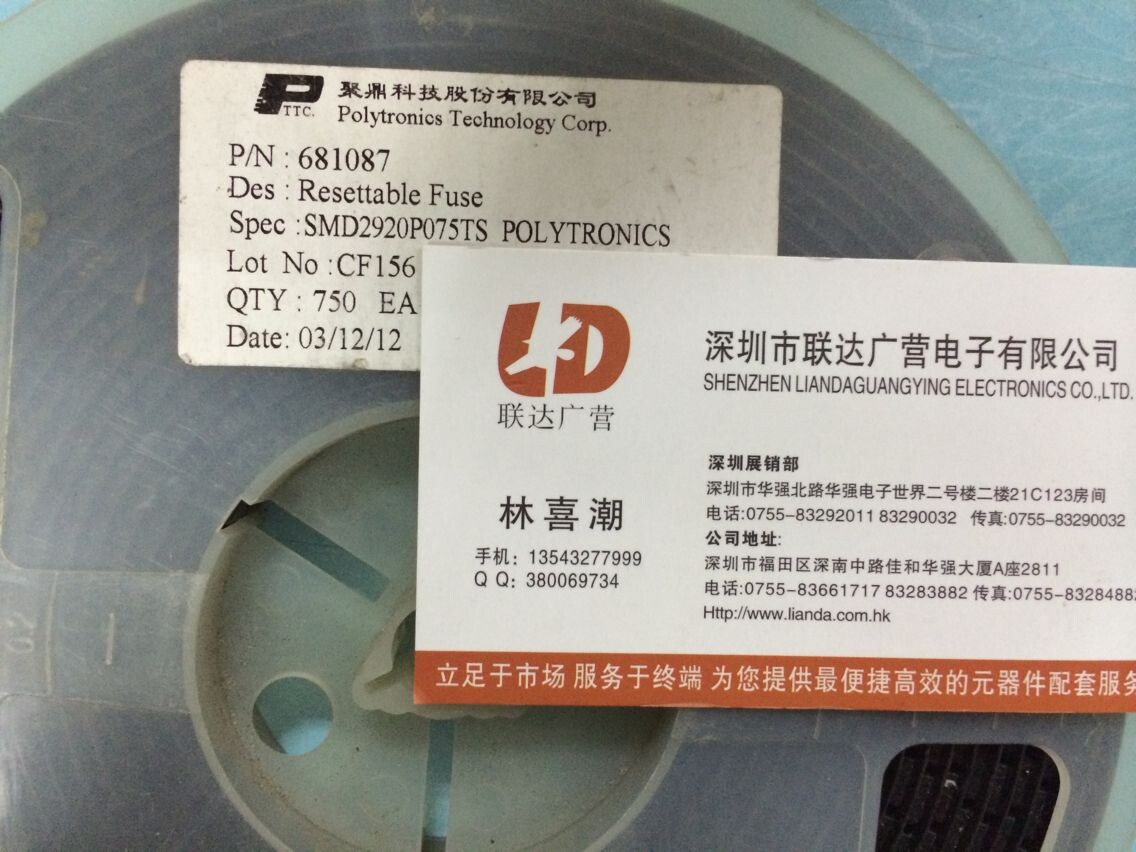 PTTC.
聚鼎科技股份有限公司
Polytronics Technology Corp.
P/N : 681087
Des : Resettable Fuse
Spec :SMD2920P075TS POLYTRONICS
Lot No :CF156
QTY : 750 EA
Date: 03/12/12
LD
联达广营
深圳市联达广营电子有限公司
SHENZHEN LIANDAGUANGYING ELECTRONICS CO.,LTD.
林喜潮
手机：13543277999
Q Q：380069734
深圳展销部
深圳市华强北路华强电子世界二号楼二楼21C123房间
电话:0755-83292011 83290032 传真:0755-83290032
公司地址:
深圳市福田区深南中路佳和华强大厦A座2811
电话:0755-83661717 83283882 传真:0755-8328488
Http://www.lianda.com.hk
立足于市场 服务于终端 为您提供最便捷高效的元器件配套服务
0.2